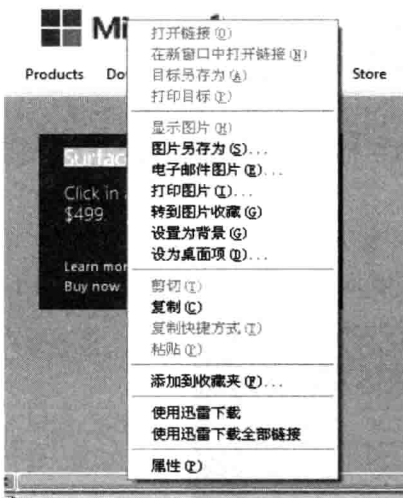 Mi
Products Do Store
打开链接(O)
在新窗口中打开链接(N)
目标另存为(A)
打印目标(P)
显示图片(H)
图片另存为(S)...
电子邮件图片(E)...
打印图片(I)...
转到图片收藏(G)
设置为背景(G)
设为桌面项(D)...
剪切(T)
复制(C)
复制快捷方式(T)
粘贴(P)
添加到收藏夹(F)...
使用迅雷下载
使用迅雷下载全部链接
属性(P)
Surfac
Click in a
$499.
Learn mor
Buy now